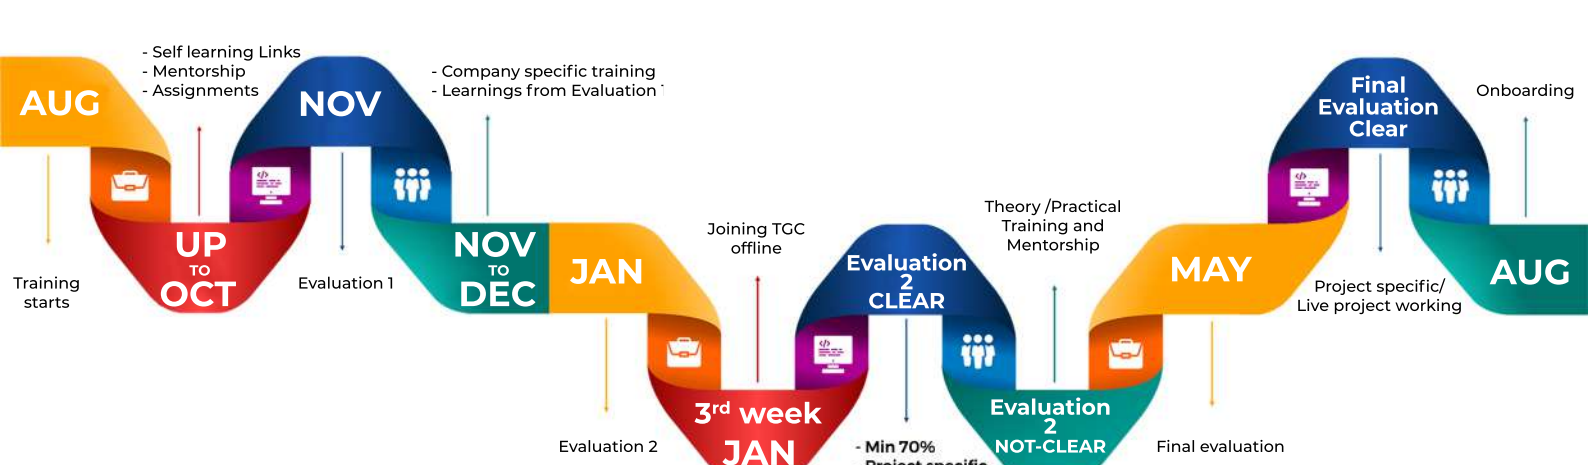 AUG
Training
starts
- Self learning Links
- Mentorship
- Assignments
UP
TO
OCT
NOV
Evaluation 1
- Company specific training
- Learnings from Evaluation
NOV
TO
DEC
JAN
Evaluation 2
Joining TGC
offline
3rd week
JAN
Evaluation
2
CLEAR
- Min 70%
- Project specific
Theory /Practical
Training and
Mentorship
Evaluation
2
NOT-CLEAR
MAY
Final evaluation
Final
Evaluation
Clear
Project specific/
Live project working
Onboarding
AUG